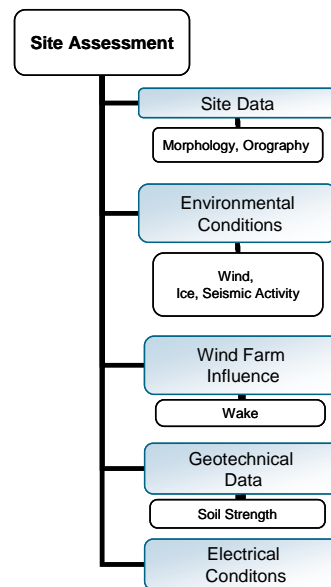 Site Assessment
Site Data
Morphology, Orography
Environmental
Conditions
Wind,
Ice, Seismic Activity
Wind Farm
Influence
Wake
Geotechnical
Data
Soil Strength
Electrical
Conditons